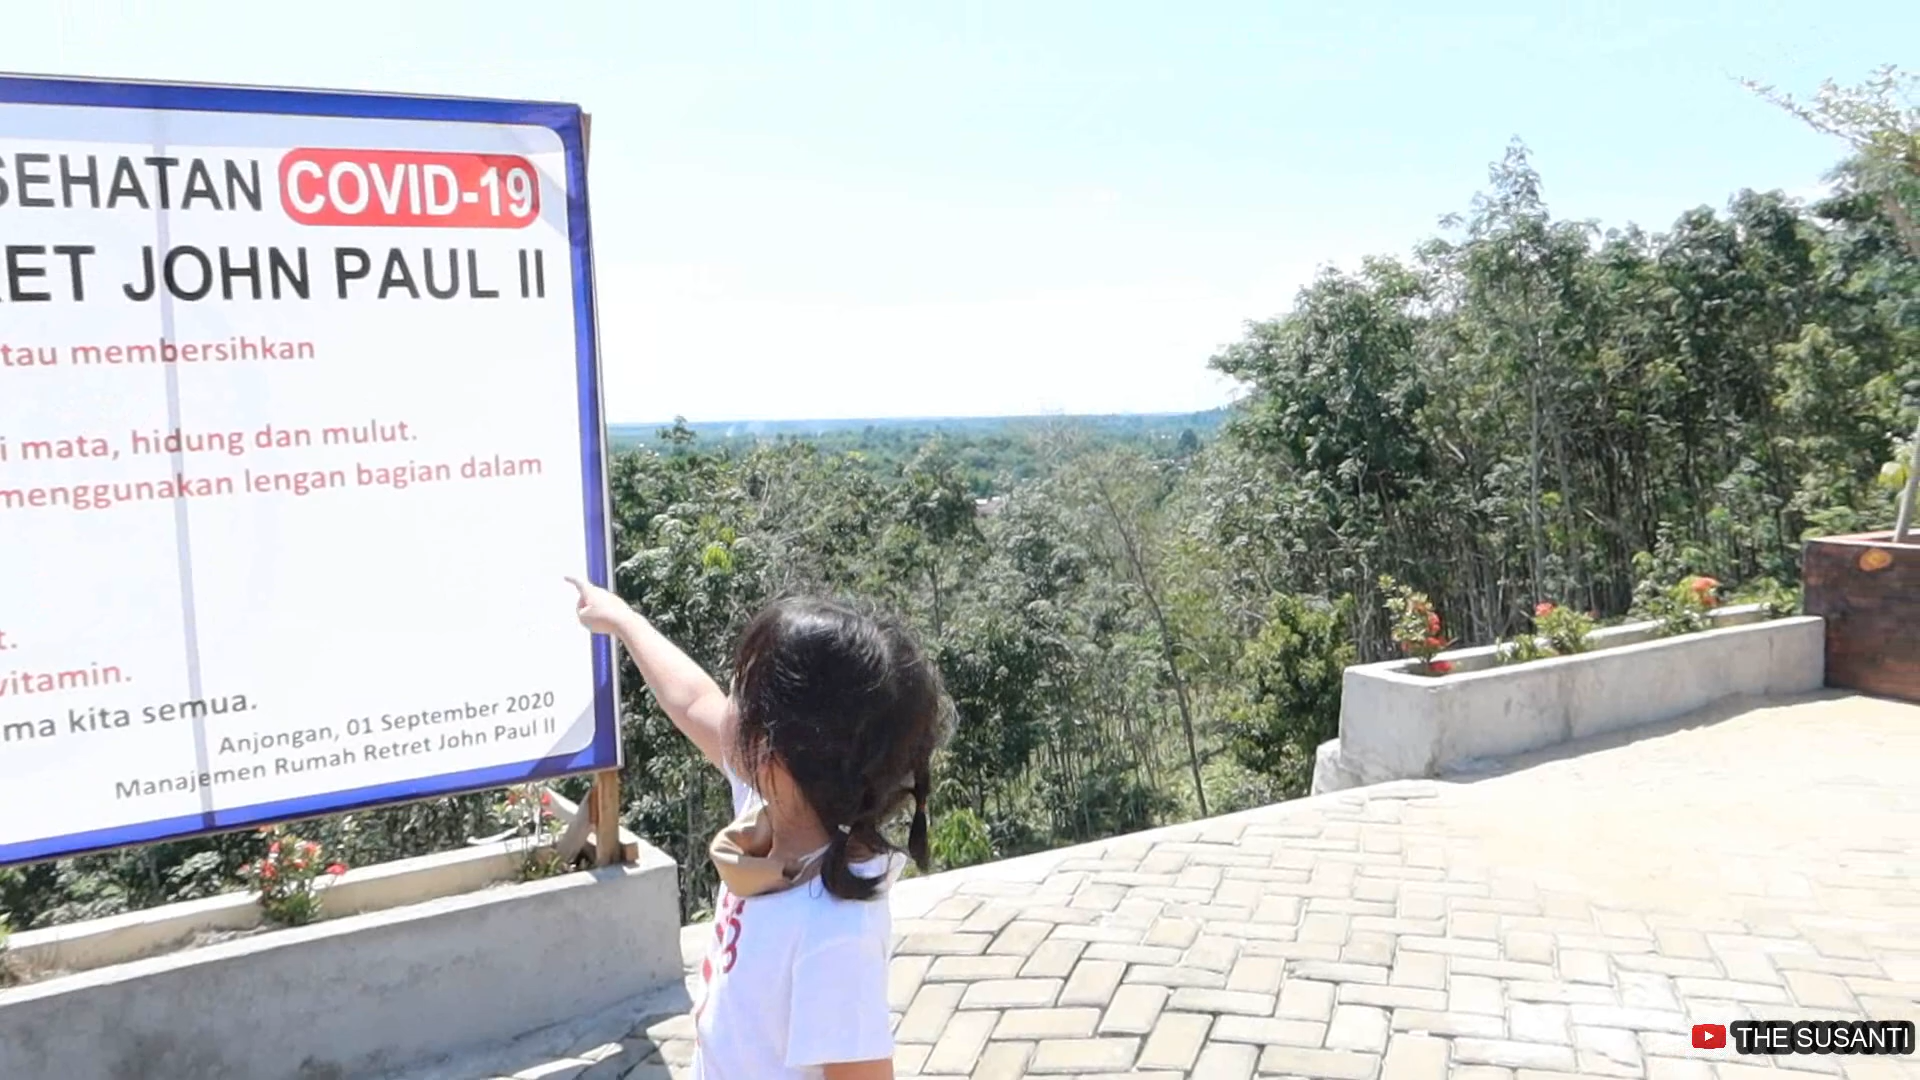 SEHATAN COVID-19
RET JOHN PAUL II
tau membersihkan
i mata, hidung dan mulut.
menggunakan lengan bagian dalam
t.
vitamin.
ma kita semua.
Anjongan, 01 September 2020
Manajemen Rumah Retret John Paul II
THE SUSANTI